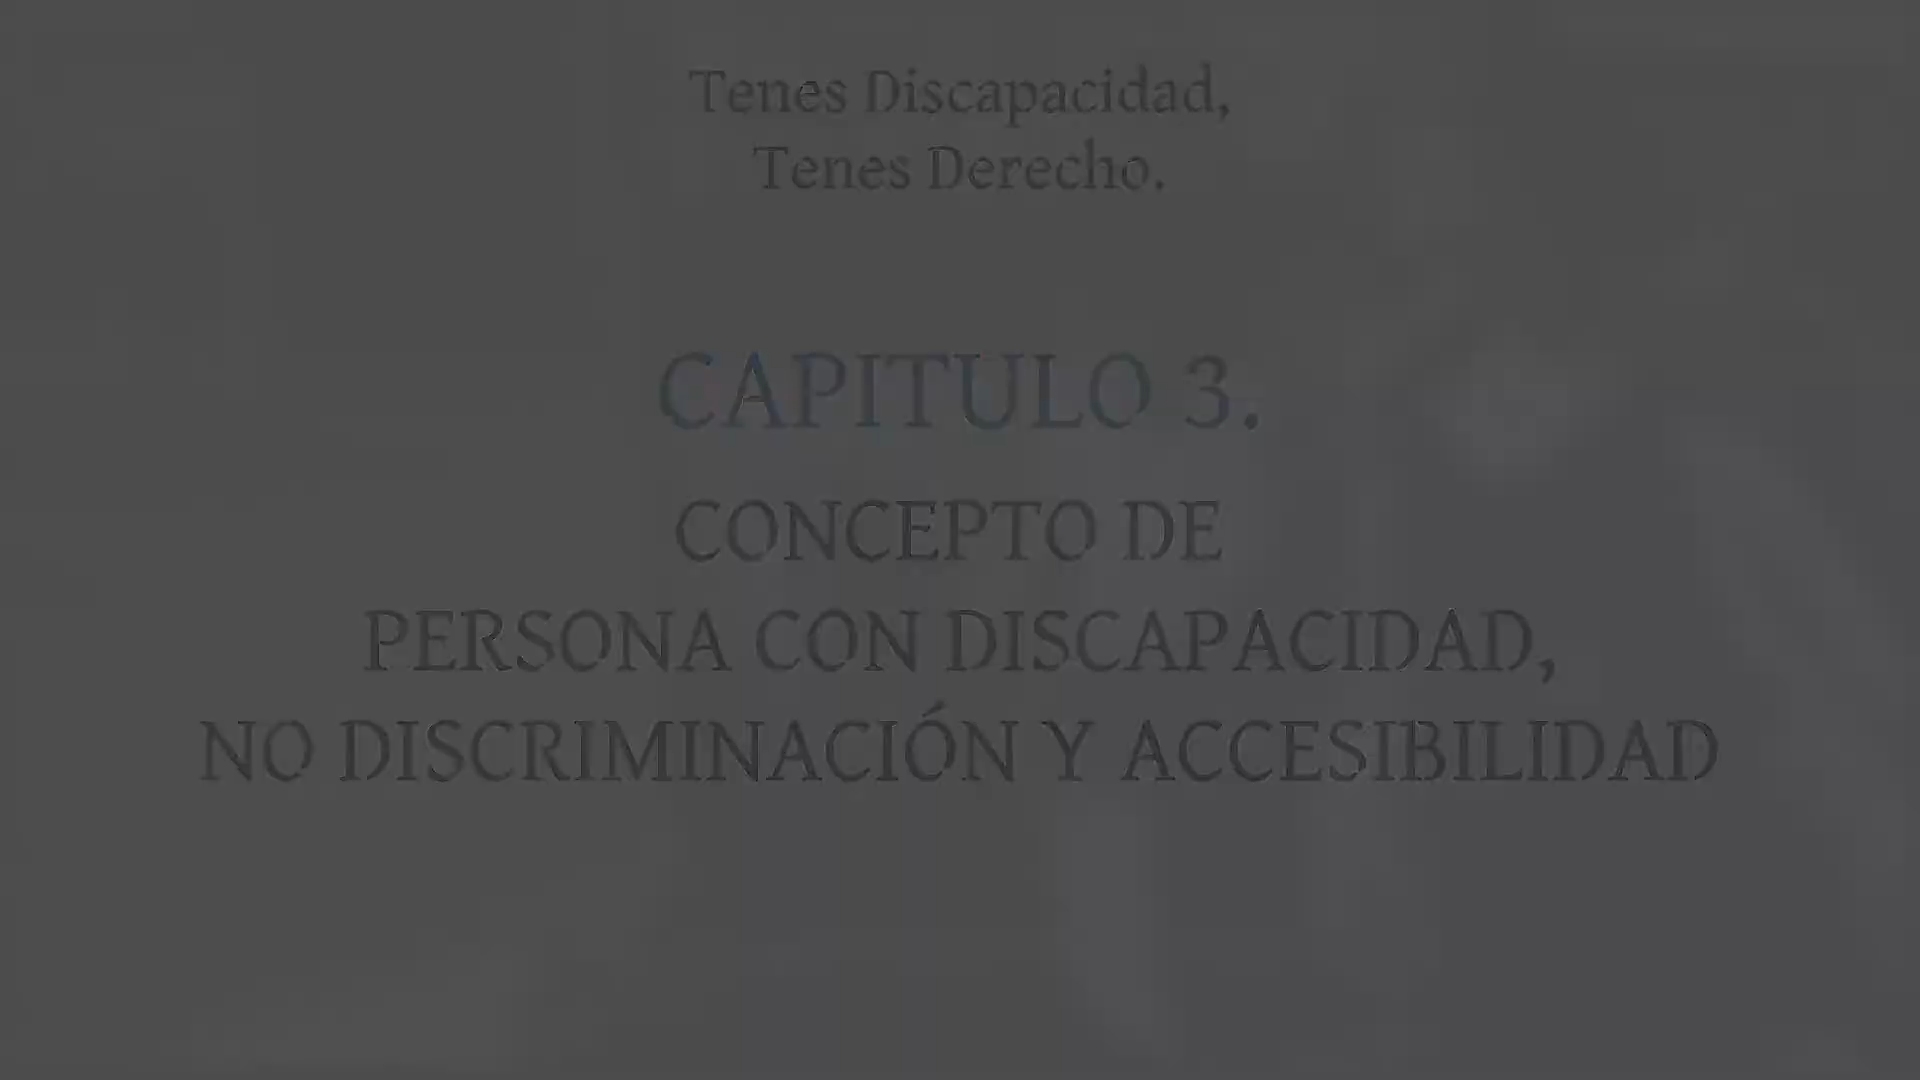 Tenes Discapacidad,
Tenes Derecho.
CAPITULO 3.
CONCEPTO DE
PERSONA CON DISCAPACIDAD,
NO DISCRIMINACIÓN Y ACCESIBILIDAD